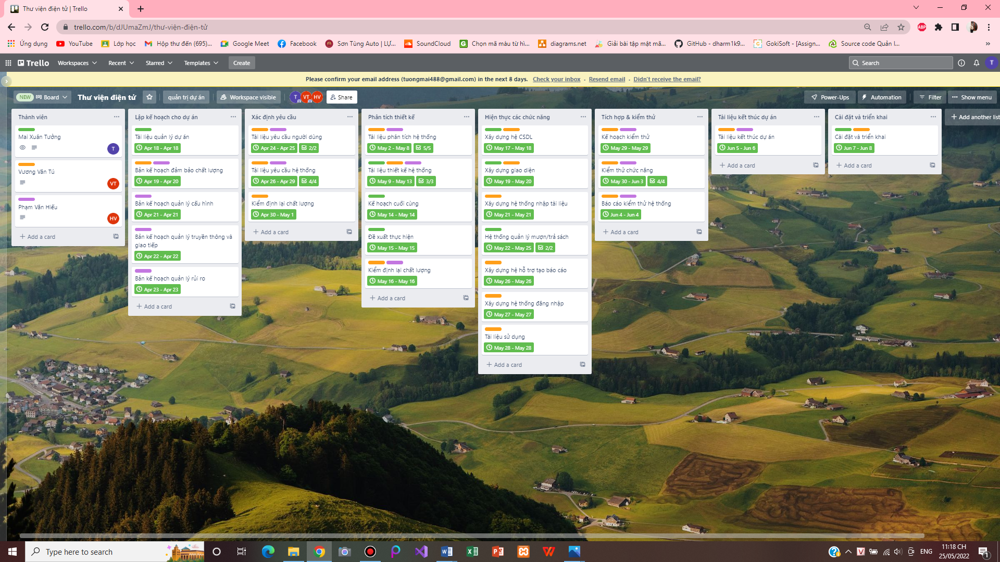 Thư viện điện tử | Trello
trello.com/b/dJUmaZmJ/thư-viện-điện-tử
ABP
Ứng dụng
YouTube
Lớp học
Hộp thư đến (695)...
Google Meet
Facebook
Sơn Tùng Auto | LỰ...
SoundCloud
Chọn mã màu từ hì...
diagrams.net
Giải bài tập mật mã...
GitHub - dharm1k9...
GokiSoft - [Assign...
Source code Quản l...
Trello
Workspaces
Recent
Starred
Templates
Create
Search
T
Please confirm your email address (tuongmai488@gmail.com) in the next 8 days. Check your inbox · Resend email · Didn't receive the email?
NEW Board
Thư viện điện tử
quản trị dự án
Workspace visible
T
VT
HV
Share
Power-Ups
Automation
Filter
Show menu
Thành viên
Mai Xuân Tưởng
T
Vương Văn Tú
VT
Phạm Văn Hiếu
HV
+ Add a card
Lập kế hoạch cho dự án
Tài liệu quản lý dự án
Apr 18 - Apr 18
Bản kế hoạch đảm bảo chất lượng
Apr 19 - Apr 20
Bản kế hoạch quản lý cấu hình
Apr 21 - Apr 21
Bản kế hoạch quản lý truyền thông và
giao tiếp
Apr 22 - Apr 22
Bản kế hoạch quản lý rủi ro
Apr 23 - Apr 23
+ Add a card
Xác định yêu cầu
Tài liệu yêu cầu người dùng
Apr 24 - Apr 25 2/2
Tài liệu yêu cầu hệ thống
Apr 26 - Apr 29 4/4
Kiểm định lại chất lượng
Apr 30 - May 1
+ Add a card
Phân tích thiết kế
Tài liệu phân tích hệ thống
May 2 - May 8 5/5
Tài liệu thiết kế hệ thống
May 9 - May 13 3/3
Kế hoạch cuối cùng
May 14 - May 14
Đề xuất thực hiện
May 15 - May 15
Kiểm định lại chất lượng
May 16 - May 16
+ Add a card
Hiện thực các chức năng
Xây dựng hệ CSDL
May 17 - May 18
Xây dựng giao diện
May 19 - May 20
Xây dựng hệ thống nhập tài liệu
May 21 - May 21
Hệ thống quản lý mượn/trả sách
May 22 - May 25 2/2
Xây dựng hệ hỗ trợ tạo báo cáo
May 26 - May 26
Xây dựng hệ thống đăng nhập
May 27 - May 27
Tài liệu sử dụng
May 28 - May 28
+ Add a card
Tích hợp & kiểm thử
Kế hoạch kiểm thử
May 29 - May 29
Kiểm thử chức năng
May 30 - Jun 3 4/4
Báo cáo kiểm thử hệ thống
Jun 4 - Jun 4
+ Add a card
Tài liệu kết thúc dự án
Tài liệu kết thúc dự án
Jun 5 - Jun 6
+ Add a card
Cài đặt và triển khai
Cài đặt và triển khai
Jun 7 - Jun 8
+ Add a card
+ Add another list
Type here to search
ENG
11:18 CH
25/05/2022
1